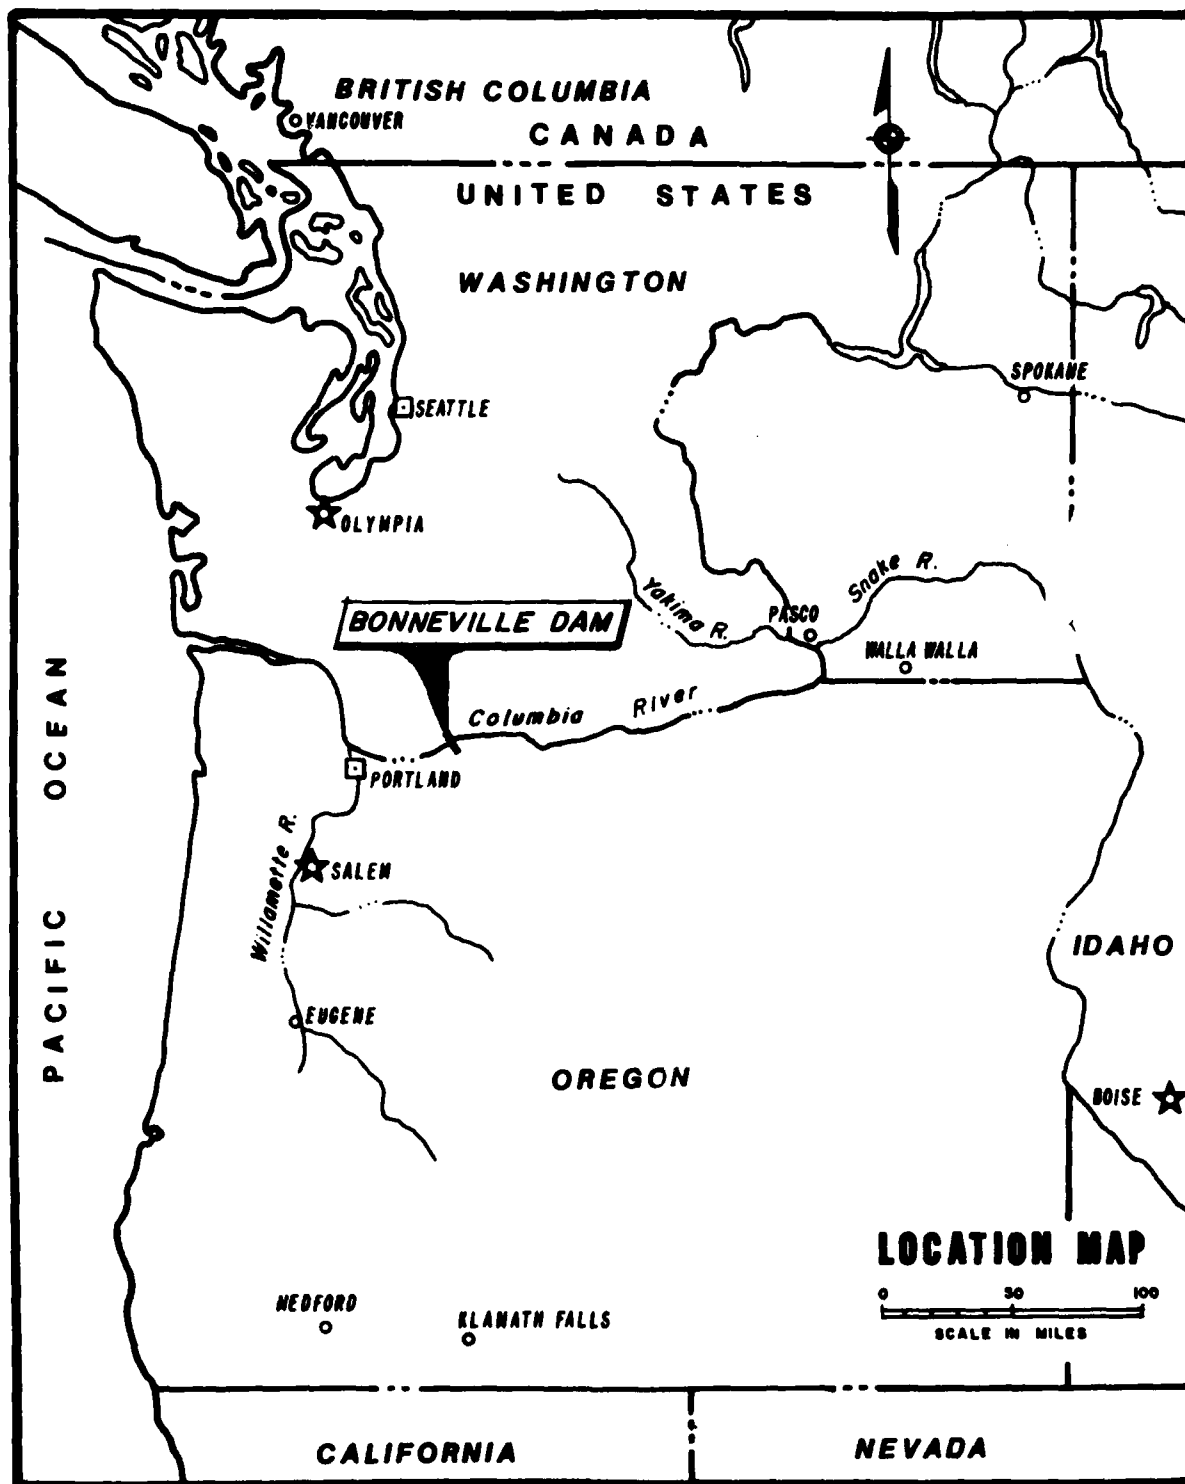 BRITISH COLUMBIA
VANCOUVER
CANADA
UNITED STATES
WASHINGTON
SPOKANE
SEATTLE
OLYMPIA
Snake R.
Yakima R.
PASCO
BONNEVILLE DAM
WALLA WALLA
Columbia River
PORTLAND
PACIFIC OCEAN
Willamette R.
SALEM
IDAHO
EUGENE
OREGON
BOISE
LOCATION MAP
0 50 100
SCALE IN MILES
MEDFORD
KLAMATH FALLS
CALIFORNIA
NEVADA